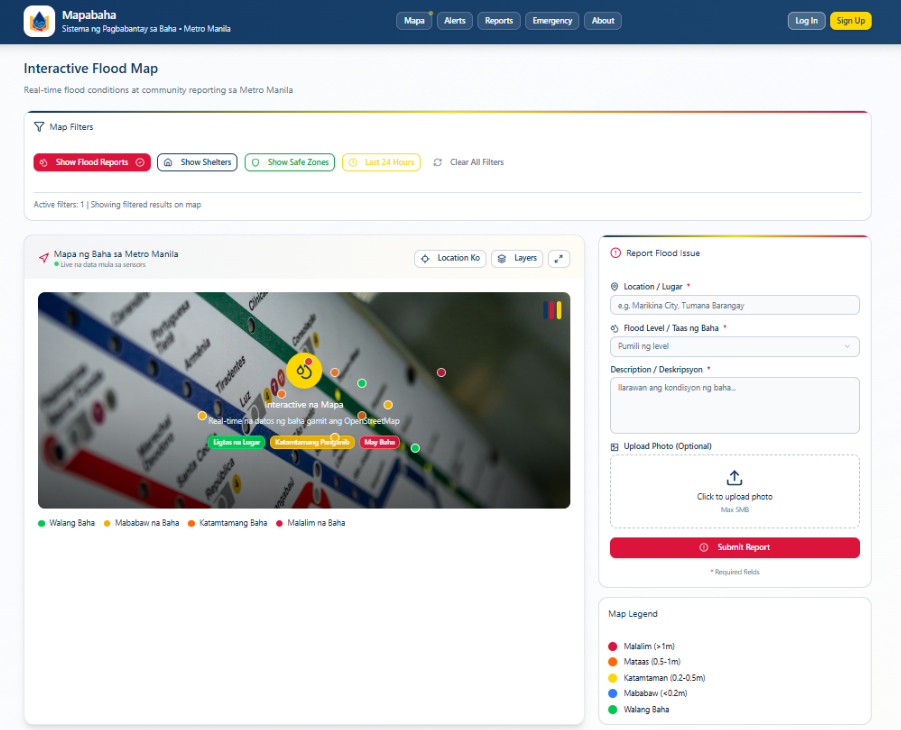 Mapabaha
Sistema ng Pagbabantay sa Baha • Metro Manila
Mapa
Alerts
Reports
Emergency
About
Log In
Sign Up
Interactive Flood Map
Real-time flood conditions at community reporting sa Metro Manila
Map Filters
Show Flood Reports
Show Shelters
Show Safe Zones
Last 24 Hours
Clear All Filters
Active filters: 1 | Showing filtered results on map
Mapa ng Baha sa Metro Manila
Live na data mula sa sensors
Location Ko
Layers
Portuguesa
Tietê
Armênia
Tiradentes
Luz
República
Interactive na Mapa
Real-time na datos ng baha gamit ang OpenStreetMap
Ligtas na Lugar
Katamtamang Panganib
May Baha
Walang Baha
Mababaw na Baha
Katamtamang Baha
Malalim na Baha
Report Flood Issue
Location / Lugar *
e.g. Marikina City, Tumana Barangay
Flood Level / Taas ng Baha *
Pumili ng level
Description / Deskripsyon *
Ilarawan ang kondisyon ng baha...
Upload Photo (Optional)
Click to upload photo
Max 5MB
Submit Report
* Required fields
Map Legend
Malalim (>1m)
Mataas (0.5-1m)
Katamtaman (0.2-0.5m)
Mababaw (<0.2m)
Walang Baha